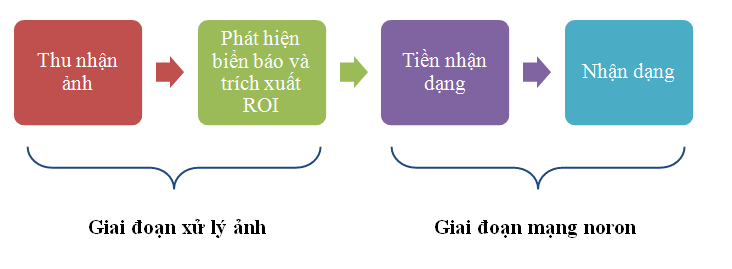 Thu nhận
ảnh
Phát hiện
biển báo và
trích xuất
ROI
Tiền nhận
dạng
Nhận dạng
Giai đoạn xử lý ảnh
Giai đoạn mạng noron